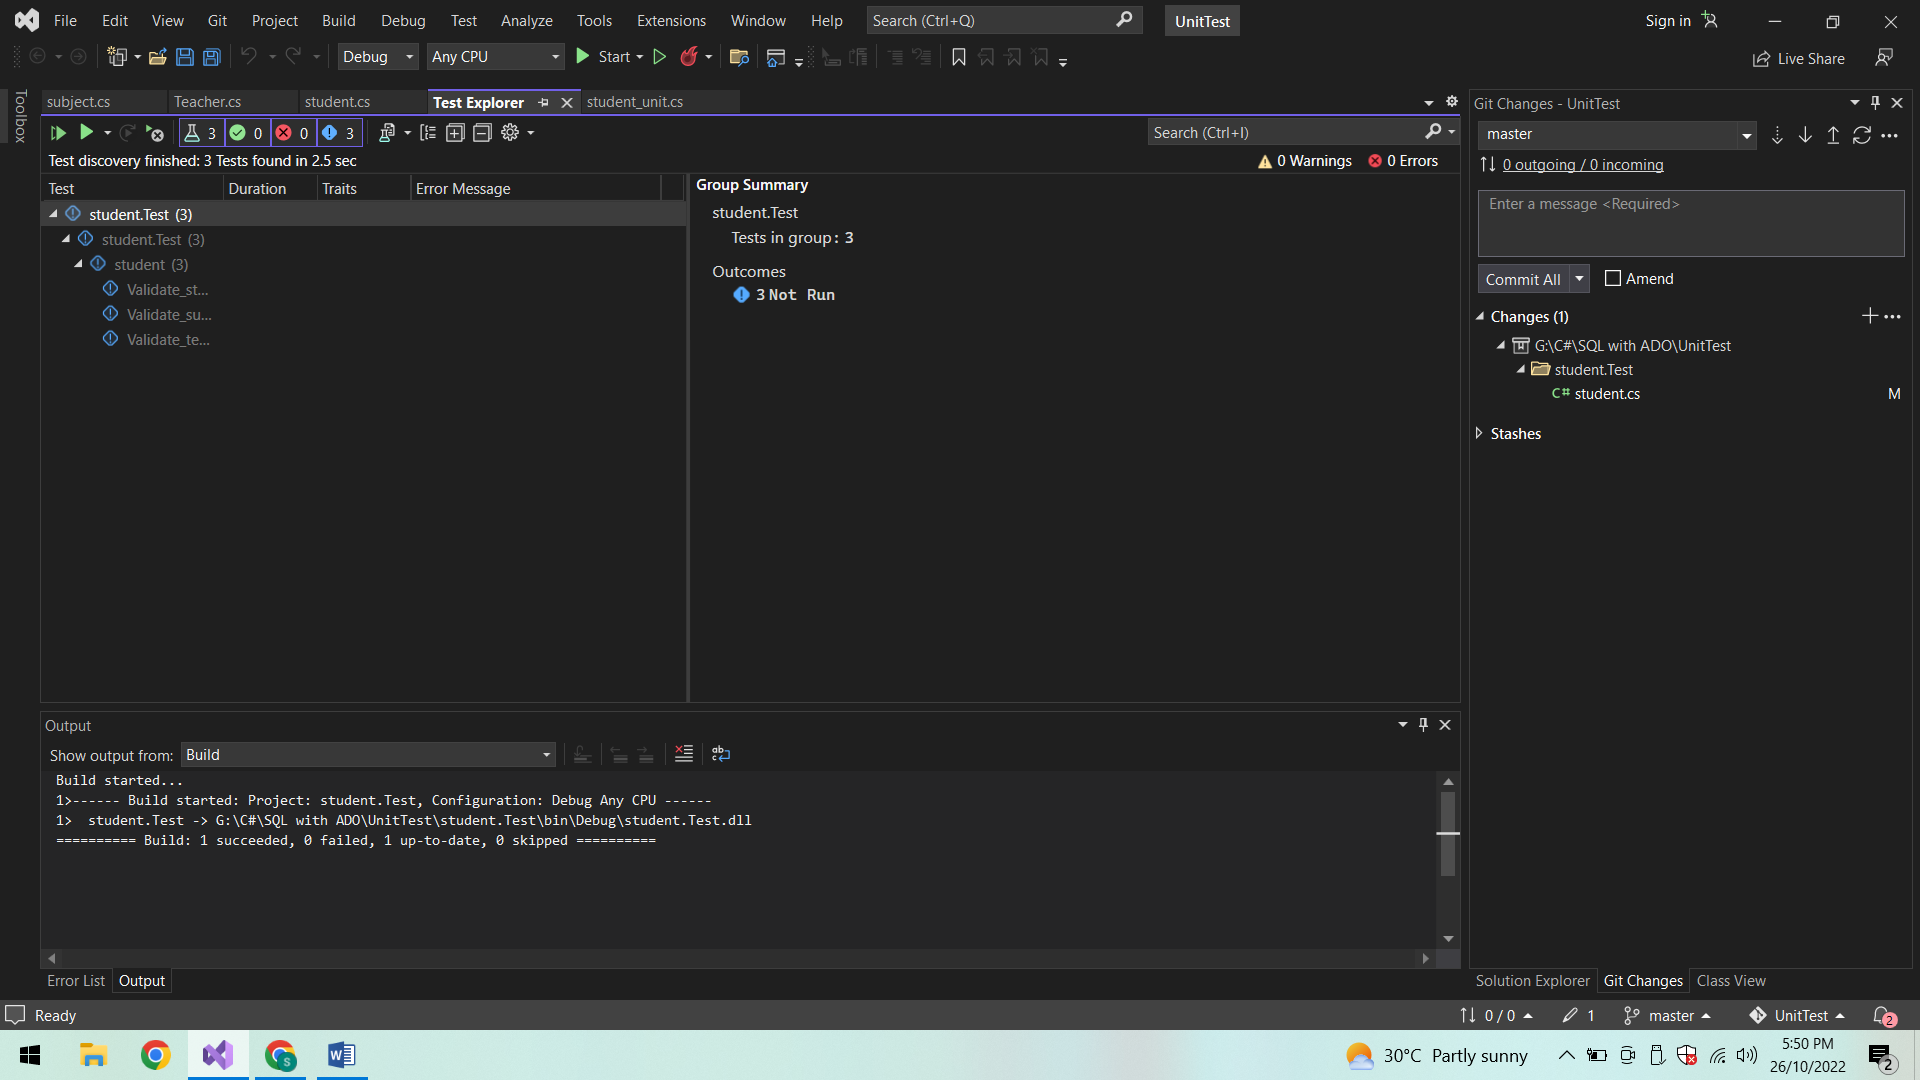 File Edit View Git Project Build Debug Test Analyze Tools Extensions Window Help Search (Ctrl+Q) UnitTest Sign in
Debug Any CPU Start Live Share
Toolbox
subject.cs Teacher.cs student.cs Test Explorer student_unit.cs
3 0 0 3 Search (Ctrl+I)
Test discovery finished: 3 Tests found in 2.5 sec 0 Warnings 0 Errors
Test Duration Traits Error Message
student.Test (3)
student.Test (3)
student (3)
Validate_st...
Validate_su...
Validate_te...
Group Summary
student.Test
Tests in group: 3
Outcomes
3 Not Run
Output
Show output from: Build
Build started...
1>------ Build started: Project: student.Test, Configuration: Debug Any CPU ------
1>  student.Test -> G:\C#\SQL with ADO\UnitTest\student.Test\bin\Debug\student.Test.dll
========== Build: 1 succeeded, 0 failed, 1 up-to-date, 0 skipped ==========
Error List Output
Git Changes - UnitTest
master
0 outgoing / 0 incoming
Enter a message <Required>
Commit All Amend
Changes (1)
G:\C#\SQL with ADO\UnitTest
student.Test
C# student.cs M
Stashes
Solution Explorer Git Changes Class View
Ready 0 / 0 1 master UnitTest 2
30°C Partly sunny 5:50 PM
26/10/2022 2